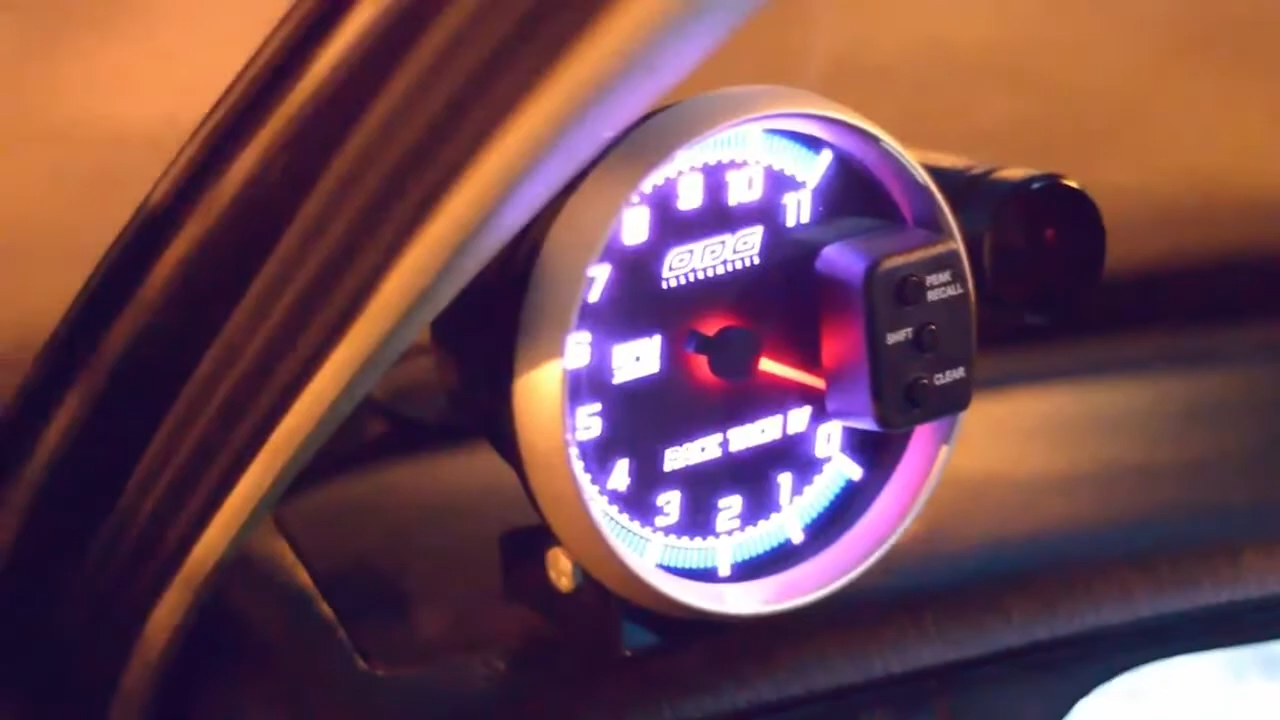 9 10
8 11
7
6
5
4
3 2 1 0
INSTRUMENTS
RACE TACH IV
PEAK
RECALL
SHIFT
CLEAR